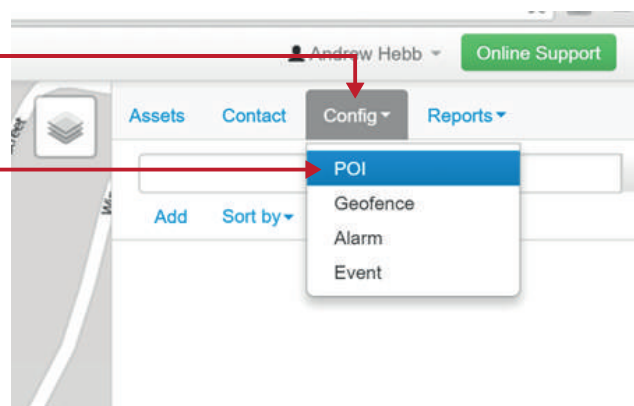 Andrew Hebb
Online Support
Assets Contact Config Reports
POI
Add Sort by
Geofence
Alarm
Event